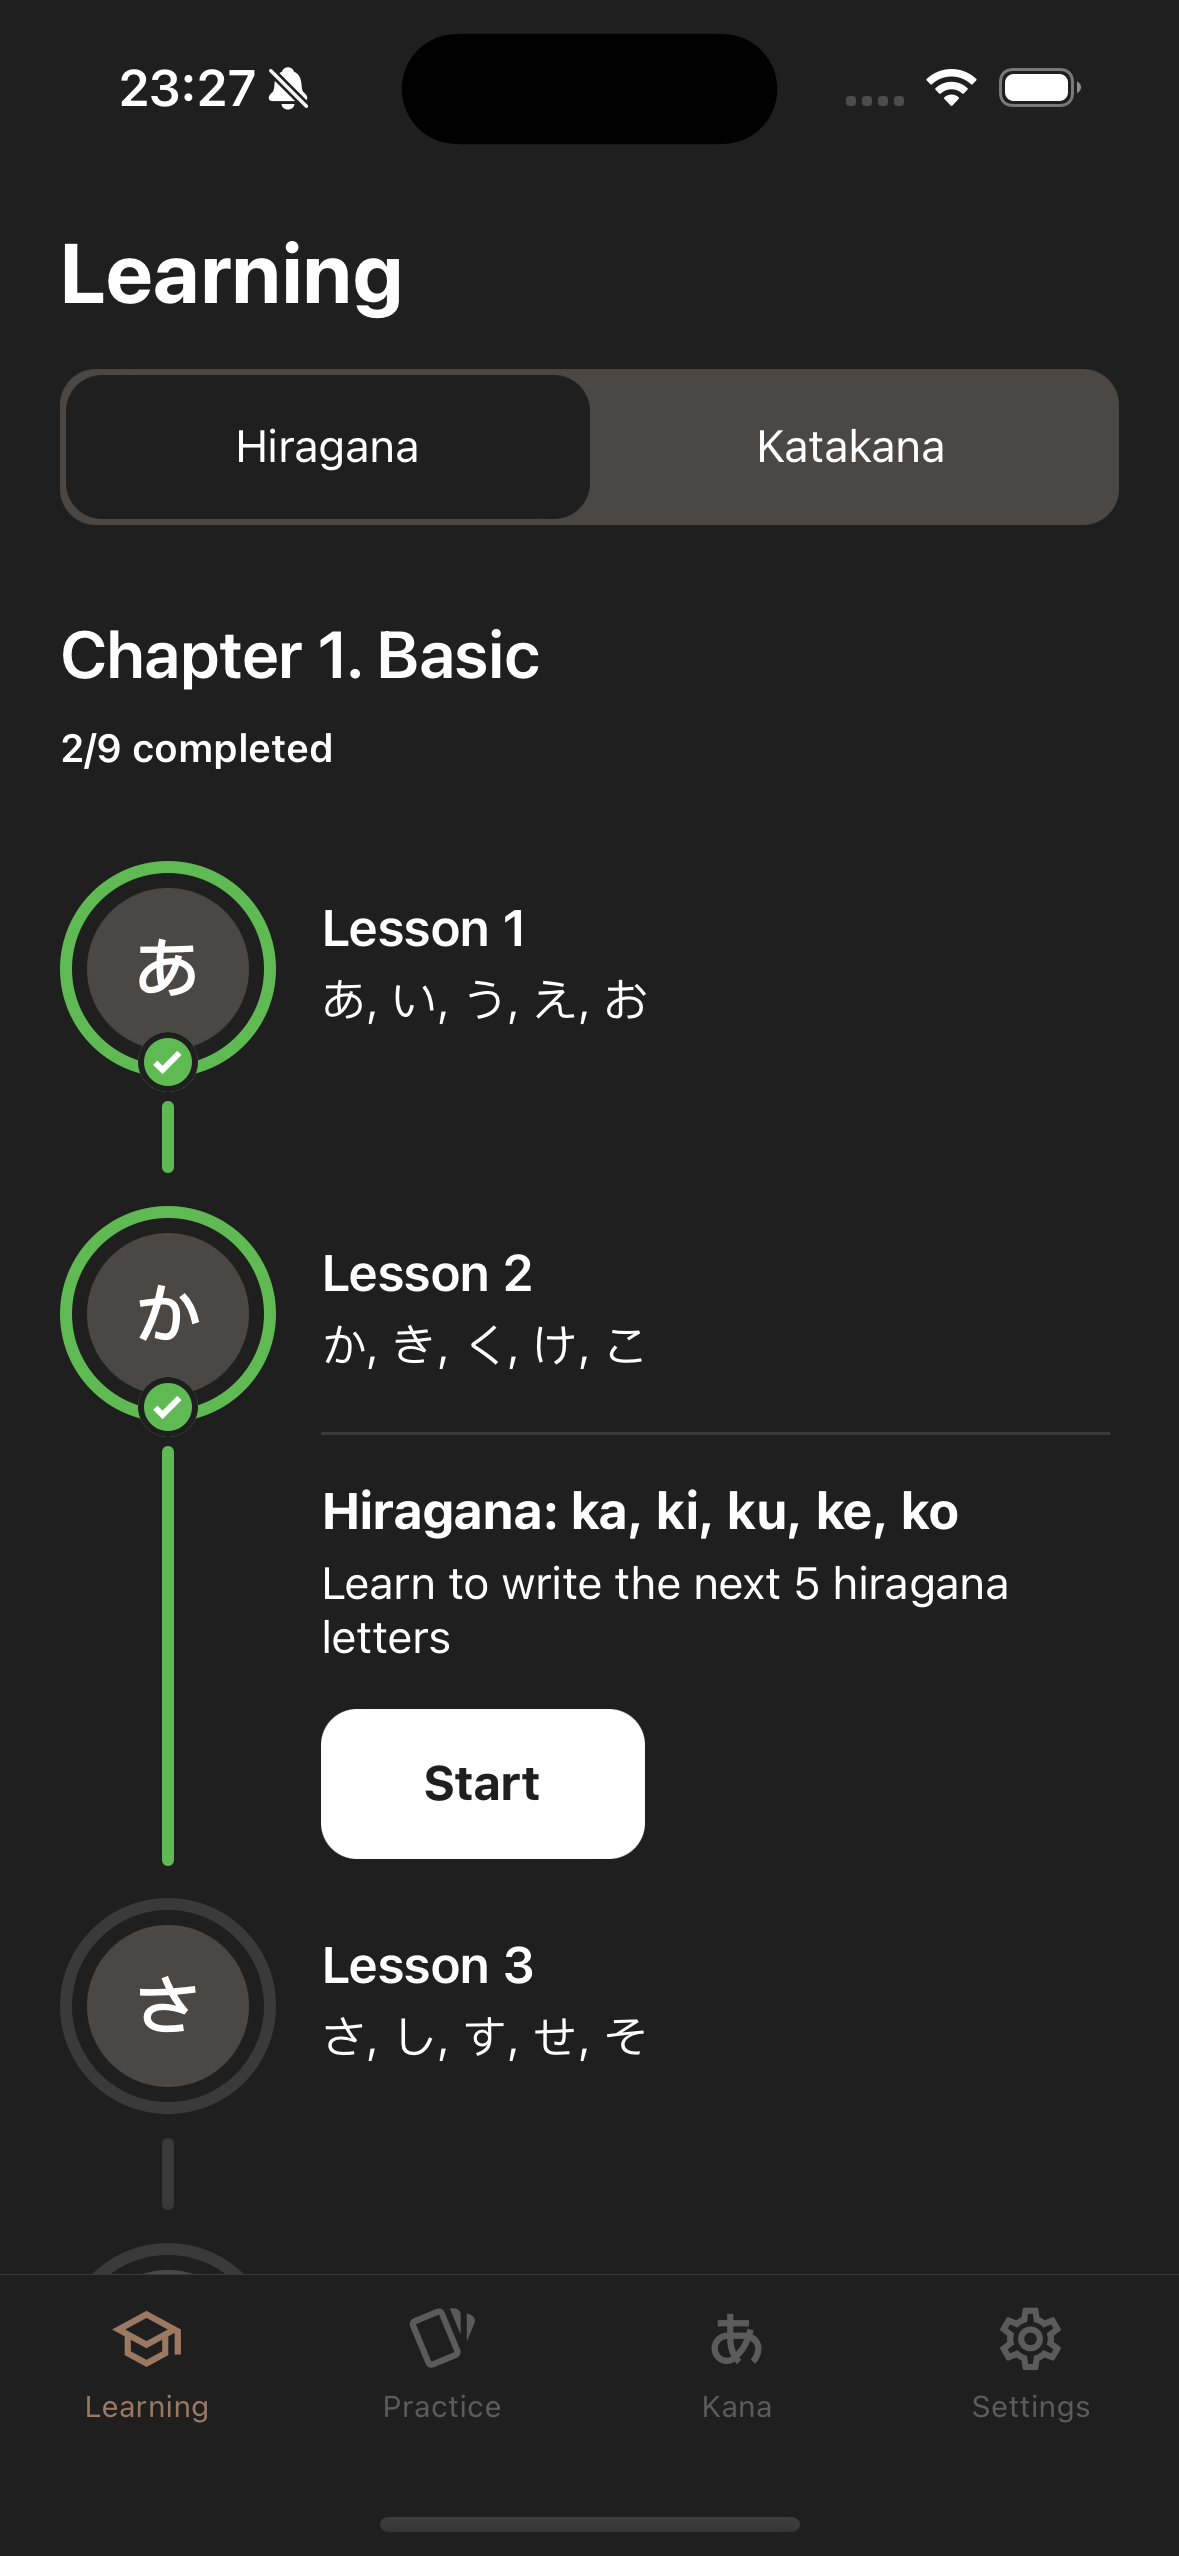 23:27
Learning
Hiragana
Katakana
Chapter 1. Basic
2/9 completed
あ
Lesson 1
あ, い, う, え, お
か
Lesson 2
か, き, く, け, こ
Hiragana: ka, ki, ku, ke, ko
Learn to write the next 5 hiragana
letters
Start
さ
Lesson 3
さ, し, す, せ, そ
あ
Learning
Practice
Kana
Settings